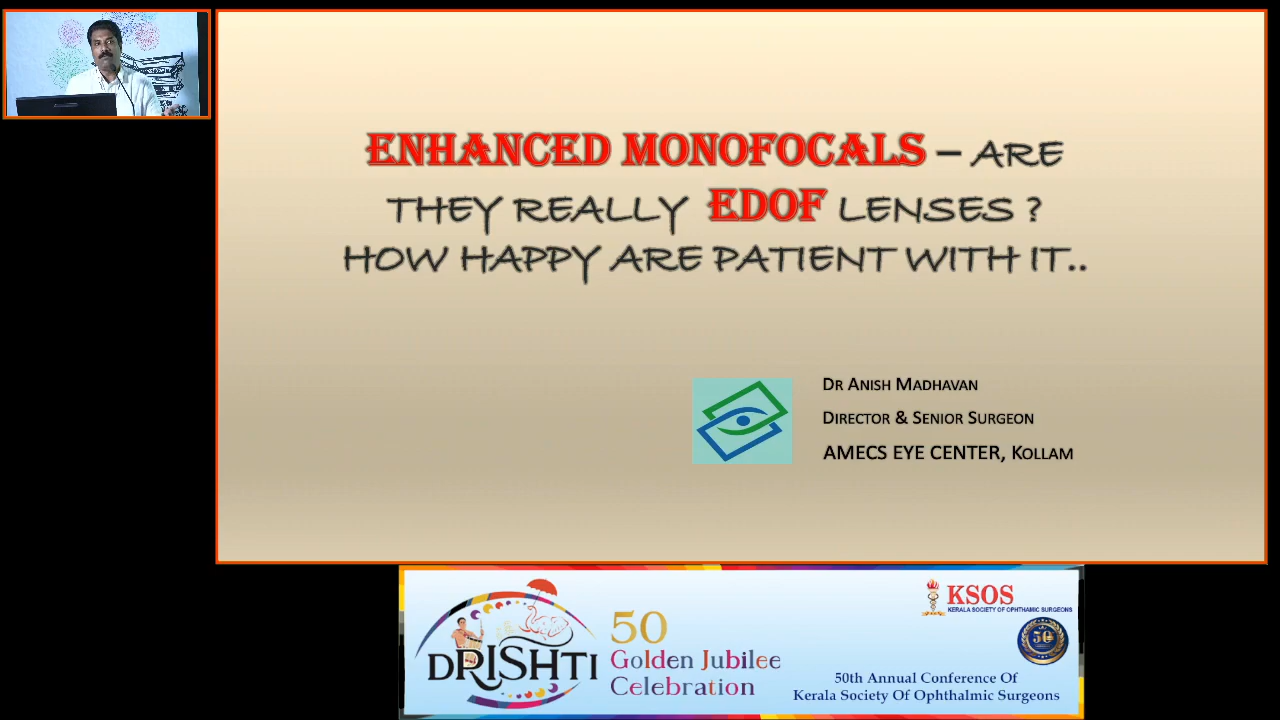 ENHANCED MONOFOCALS – ARE
THEY REALLY EDOF LENSES ?
HOW HAPPY ARE PATIENT WITH IT..
DR ANISH MADHAVAN
DIRECTOR & SENIOR SURGEON
AMECS EYE CENTER, KOLLAM
DRISHTI
50
Golden Jubilee
Celebration
KSOS
KERALA SOCIETY OF OPHTHAMIC SURGEONS
50
50th Annual Conference Of
Kerala Society Of Ophthalmic Surgeons